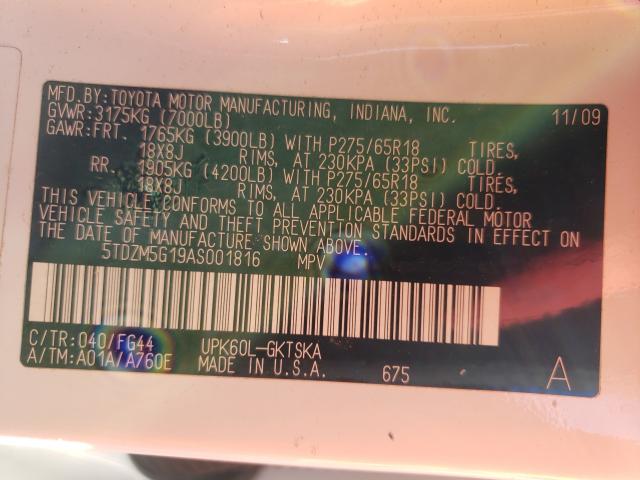 MFD. BY: TOYOTA MOTOR MANUFACTURING, INDIANA, INC.
GVWR: 3175KG (7000LB) 11/09
GAWR: FRT. 1765KG (3900LB) WITH P275/65R18 TIRES,
18X8J RIMS, AT 230KPA (33PSI) COLD.
RR. 1905KG (4200LB) WITH P275/65R18 TIRES,
18X8J RIMS, AT 230KPA (33PSI) COLD.
THIS VEHICLE CONFORMS TO ALL APPLICABLE FEDERAL MOTOR
VEHICLE SAFETY AND THEFT PREVENTION STANDARDS IN EFFECT ON
THE DATE OF MANUFACTURE SHOWN ABOVE.
5TDZM5G19AS001816 MPV
C/TR: 040/FG44 UPK60L-GKTSKA
A/TM: A01A/A760E MADE IN U.S.A. 675 A